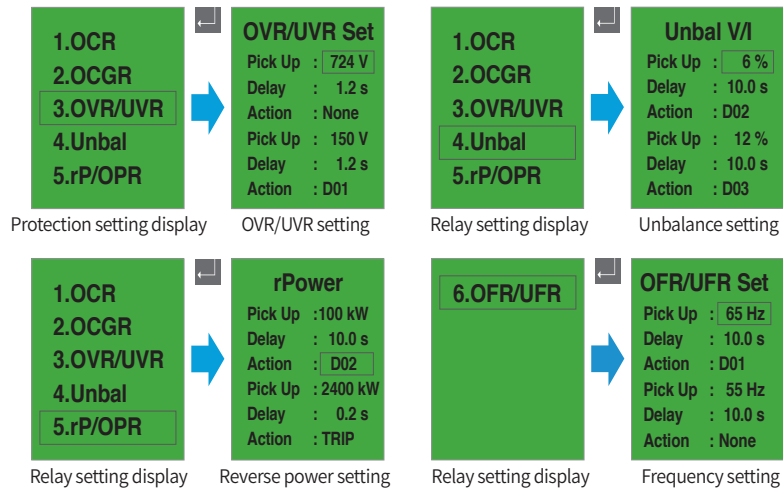 1.OCR
2.OCGR
3.OVR/UVR
4.Unbal
5.rP/OPR
Protection setting display
OVR/UVR Set
Pick Up : 724 V
Delay : 1.2 s
Action : None
Pick Up : 150 V
Delay : 1.2 s
Action : D01
OVR/UVR setting
1.OCR
2.OCGR
3.OVR/UVR
4.Unbal
5.rP/OPR
Relay setting display
Unbal V/I
Pick Up : 6 %
Delay : 10.0 s
Action : D02
Pick Up : 12 %
Delay : 10.0 s
Action : D03
Unbalance setting
1.OCR
2.OCGR
3.OVR/UVR
4.Unbal
5.rP/OPR
Relay setting display
rPower
Pick Up :100 kW
Delay : 10.0 s
Action : D02
Pick Up : 2400 kW
Delay : 0.2 s
Action : TRIP
Reverse power setting
6.OFR/UFR
Relay setting display
OFR/UFR Set
Pick Up : 65 Hz
Delay : 10.0 s
Action : D01
Pick Up : 55 Hz
Delay : 10.0 s
Action : None
Frequency setting